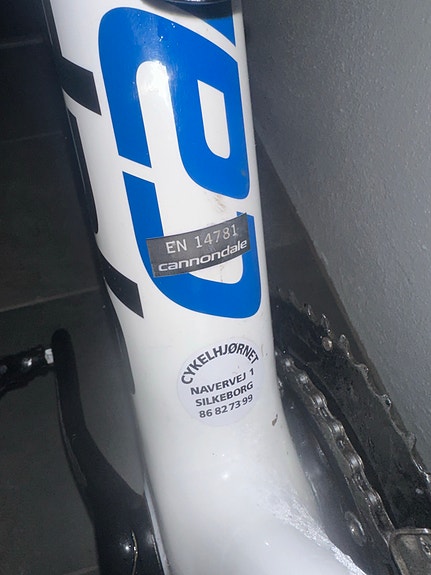 EN 14781
cannondale
CYKELHJØRNET
NAVERVEJ 1
SILKEBORG
86 82 73 99